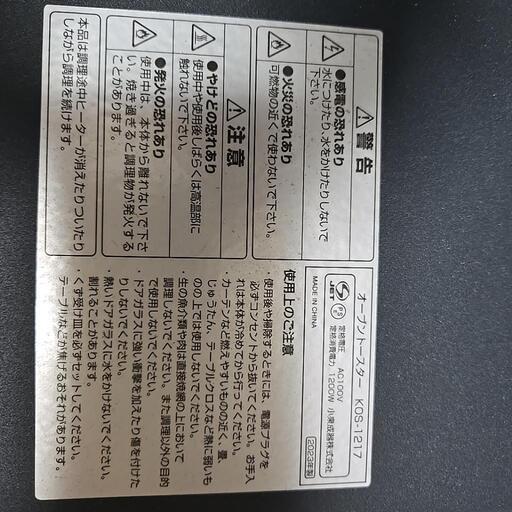 警告
●感電の恐れあり
水につけたり、水をかけたりしないで
下さい。
●火災の恐れあり
可燃物の近くで使わないで下さい。
注意
●やけどの恐れあり
使用中や使用後しばらくは高温部に
触れないで下さい。
●発火の恐れあり
使用中は、本体から離れないで下さ
い。焼き過ぎると調理物が発火する
ことがあります。
本品は調理途中ヒーターが消えたりついたり
しながら調理を続けます。
オーブントースター KOS-1217
PS
JET
定格電圧 AC100V
定格消費電力 1200W 小泉成器株式会社
MADE IN CHINA
2023年製
使用上のご注意
・使用後や掃除するときには、電源プラグを
必ずコンセントから抜いてください。お手入
れは本体が冷めてから行ってください。
・カーテンなど燃えやすいものの近く、畳、
じゅうたん、テーブルクロスなど熱に弱いも
のの上では使用しないでください。
・生の魚介類や肉は直接焼網の上において
調理しないでください。また調理以外の目的
で使用しないでください。
・ドアガラスに強い衝撃を加えたり傷を付けた
りしないでください。
・熱いドアガラスに水をかけないでください。
割れることがあります。
・くず受け皿を必ずセットしてください。
テーブルなどが焦げるおそれがあります。